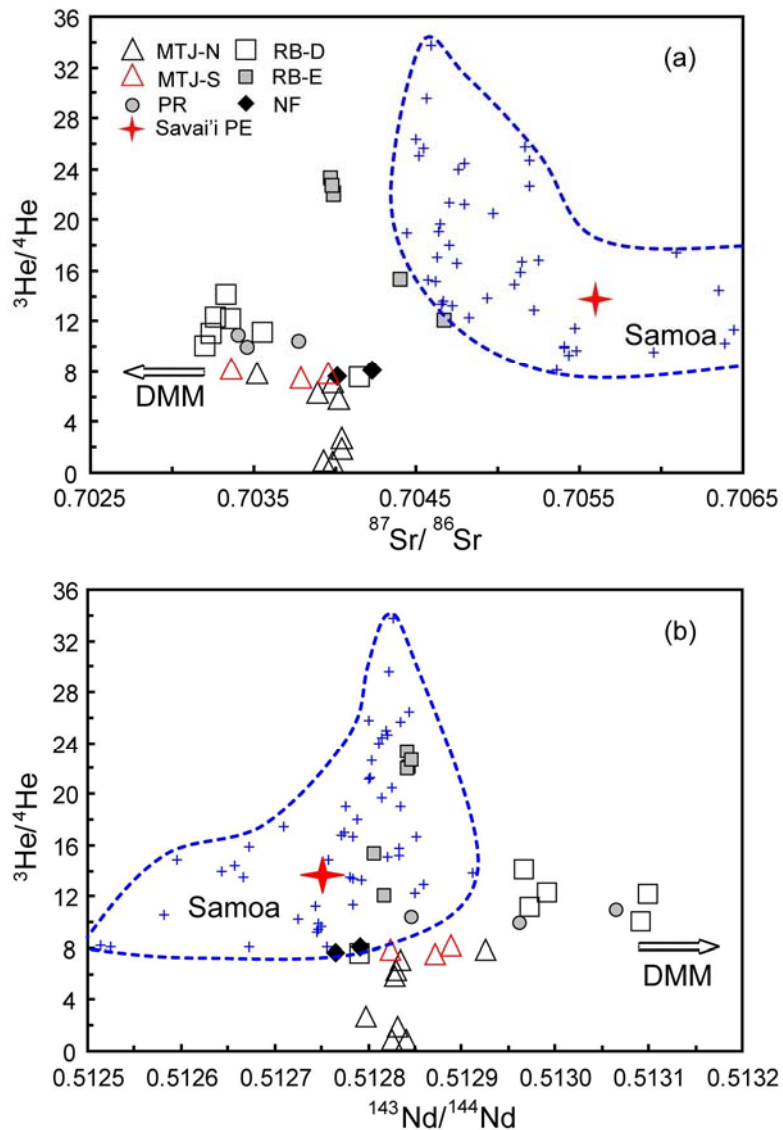 36
(a)
MTJ-N
RB-D
32
MTJ-S
RB-E
28
PR
NF
Savai'i PE
24
20
³He/⁴He
16
12
Samoa
8
DMM
4
0
0.7025
0.7035
0.7045
0.7055
0.7065
⁸⁷Sr/ ⁸⁶Sr
36
(b)
32
28
24
20
³He/⁴He
16
12
Samoa
8
DMM
4
0
0.5125
0.5126
0.5127
0.5128
0.5129
0.5130
0.5131
0.5132
¹⁴³Nd/¹⁴⁴Nd